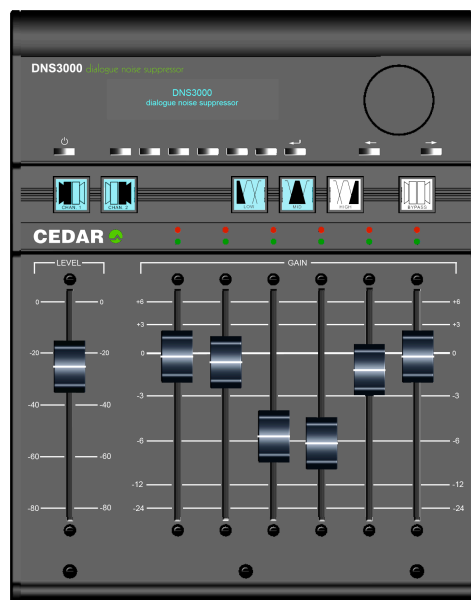 DNS3000 dialogue noise suppressor
DNS3000
dialogue noise suppressor
CHAN. 1
CHAN. 2
LOW
MID
HIGH
BYPASS
CEDAR
LEVEL
GAIN
0 0
-20 -20
-40 -40
-60 -60
-80 -80
+6 +6
+3 +3
0 0
-3 -3
-6 -6
-12 -12
-24 -24